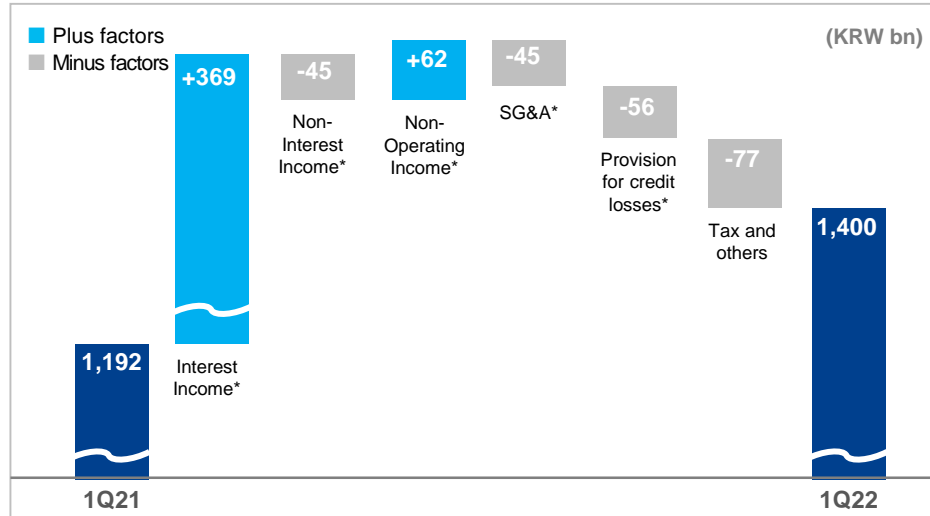 Plus factors
Minus factors
(KRW bn)
+369
-45
+62
-45
-56
-77
1,192
1,400
Interest
Income*
Non-
Interest
Income*
Non-
Operating
Income*
SG&A*
Provision
for credit
losses*
Tax and
others
1Q21
1Q22